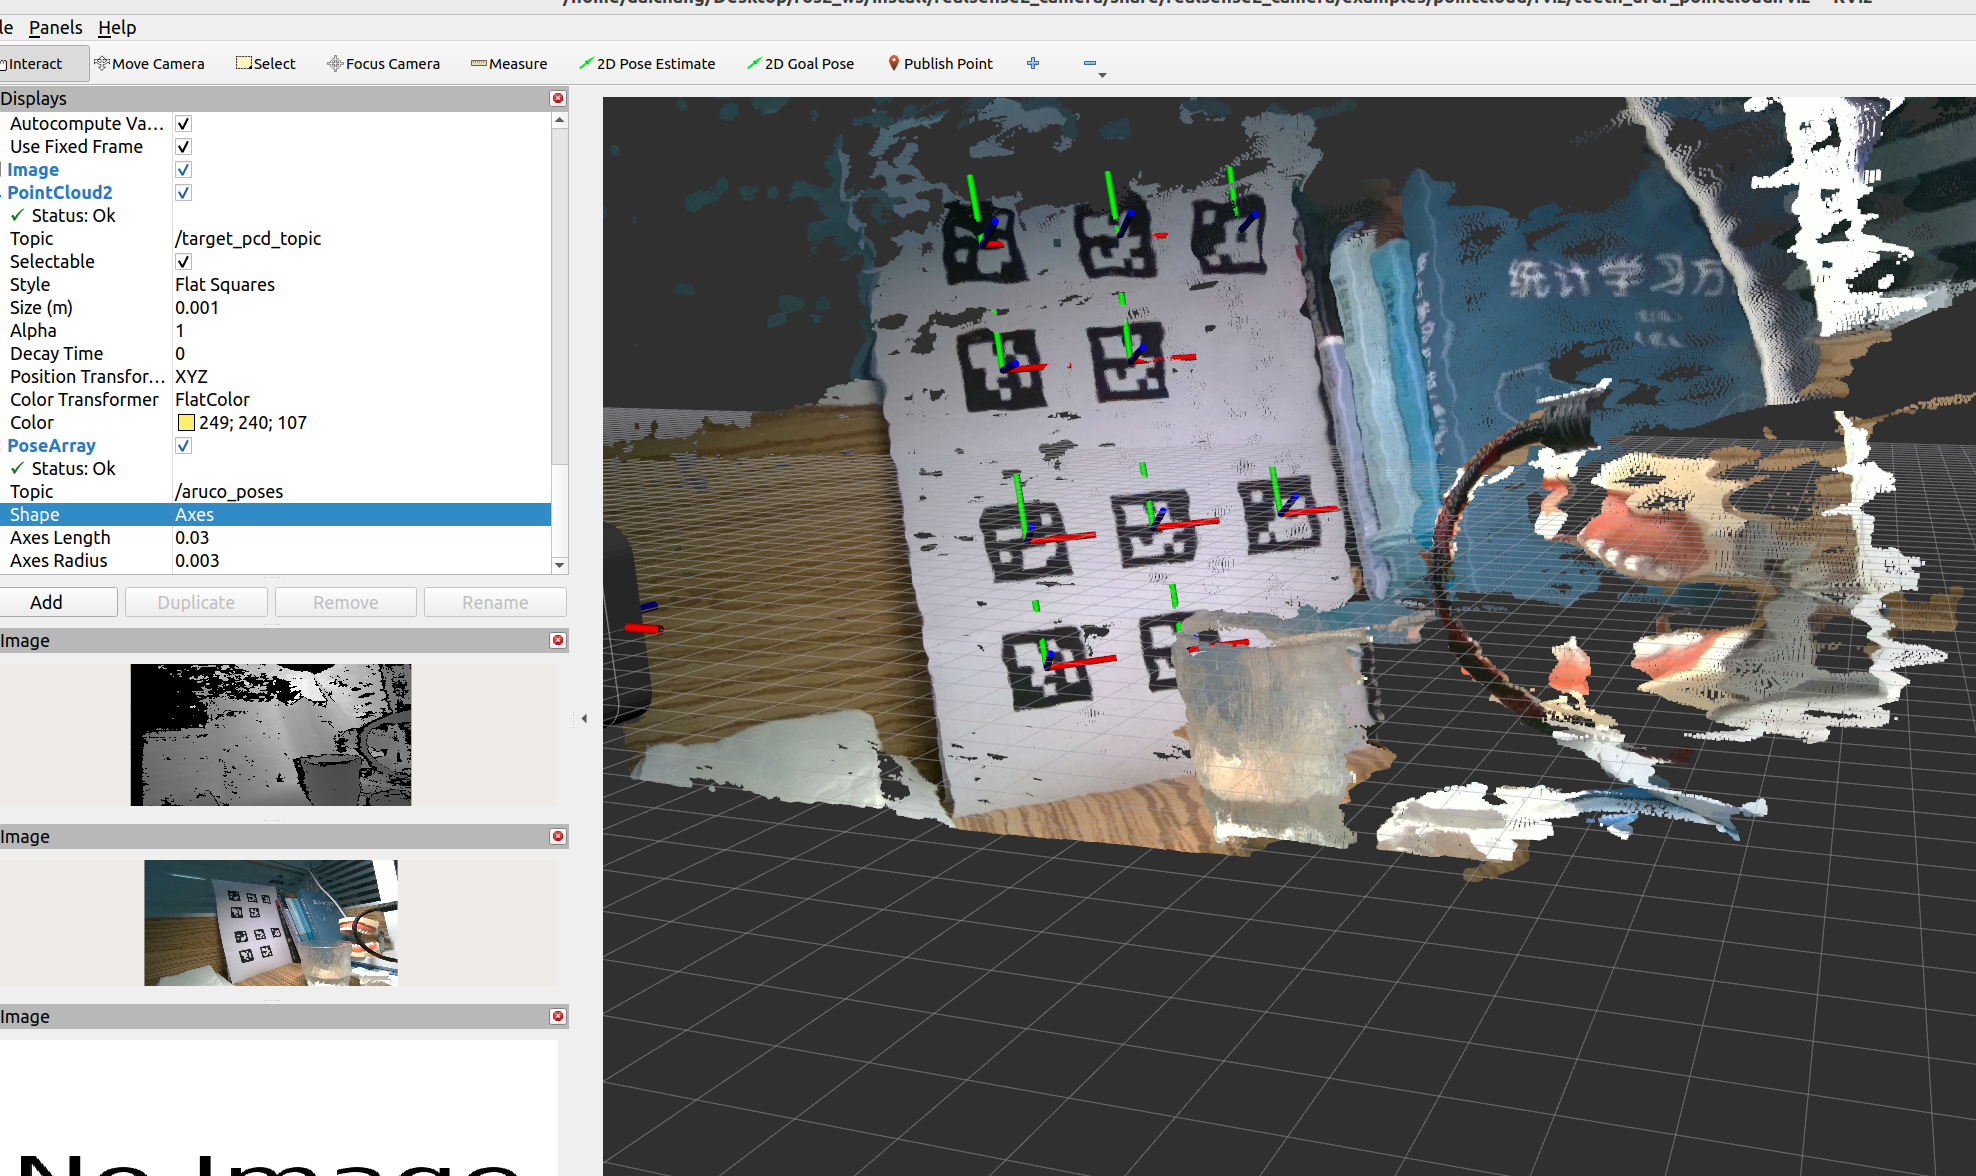 Panels Help
Interact Move Camera Select Focus Camera Measure 2D Pose Estimate 2D Goal Pose Publish Point
Displays
Autocompute Va...
Use Fixed Frame
Image
PointCloud2
Status: Ok
Topic /target_pcd_topic
Selectable
Style Flat Squares
Size (m) 0.001
Alpha 1
Decay Time 0
Position Transfor... XYZ
Color Transformer FlatColor
Color 249; 240; 107
PoseArray
Status: Ok
Topic /aruco_poses
Shape Axes
Axes Length 0.03
Axes Radius 0.003
Add Duplicate Remove Rename
Image
Image
Image
No Image
统计学习方